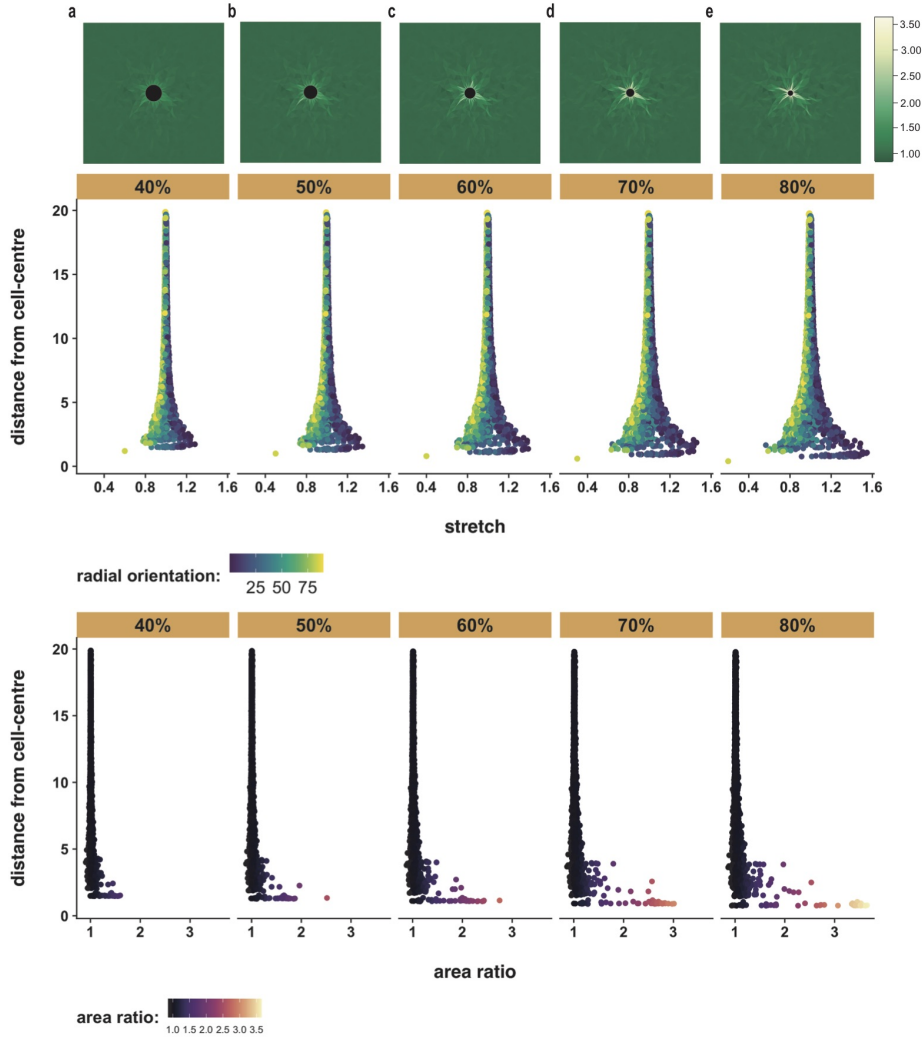 a b c d e
3.50
3.00
2.50
2.00
1.50
1.00
40% 50% 60% 70% 80%
distance from cell-centre
20
15
10
5
0
0.4 0.8 1.2 1.6 0.4 0.8 1.2 1.6 0.4 0.8 1.2 1.6 0.4 0.8 1.2 1.6 0.4 0.8 1.2 1.6
stretch
radial orientation:
25 50 75
40% 50% 60% 70% 80%
distance from cell-centre
20
15
10
5
0
1 2 3 1 2 3 1 2 3 1 2 3 1 2 3
area ratio
area ratio:
1.0 1.5 2.0 2.5 3.0 3.5